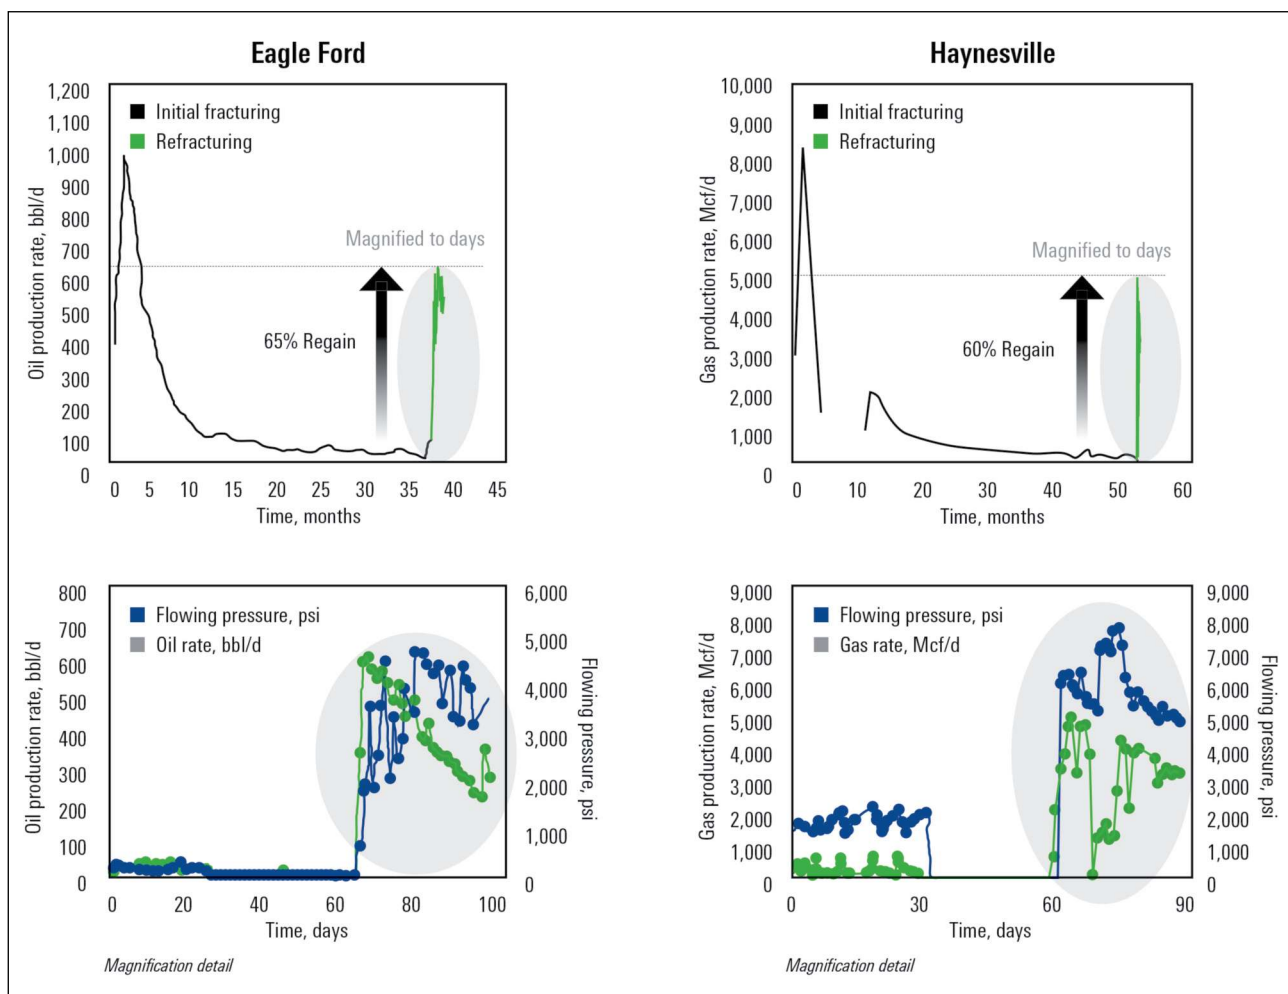 Eagle Ford
1,200
1,100
1,000
900
800
700
600
500
400
300
200
100
0
Oil production rate, bbl/d
Initial fracturing
Refracturing
Magnified to days
65% Regain
0 5 10 15 20 25 30 35 40 45
Time, months
Haynesville
10,000
9,000
8,000
7,000
6,000
5,000
4,000
3,000
2,000
1,000
0
Gas production rate, Mcf/d
Initial fracturing
Refracturing
Magnified to days
60% Regain
0 10 20 30 40 50 60
Time, months
800
700
600
500
400
300
200
100
0
Oil production rate, bbl/d
Flowing pressure, psi
Oil rate, bbl/d
6,000
5,000
4,000
3,000
2,000
1,000
0
Flowing pressure, psi
0 20 40 60 80 100
Time, days
Magnification detail
9,000
8,000
7,000
6,000
5,000
4,000
3,000
2,000
1,000
0
Gas production rate, Mcf/d
Flowing pressure, psi
Gas rate, Mcf/d
9,000
8,000
7,000
6,000
5,000
4,000
3,000
2,000
1,000
0
Flowing pressure, psi
0 30 60 90
Time, days
Magnification detail